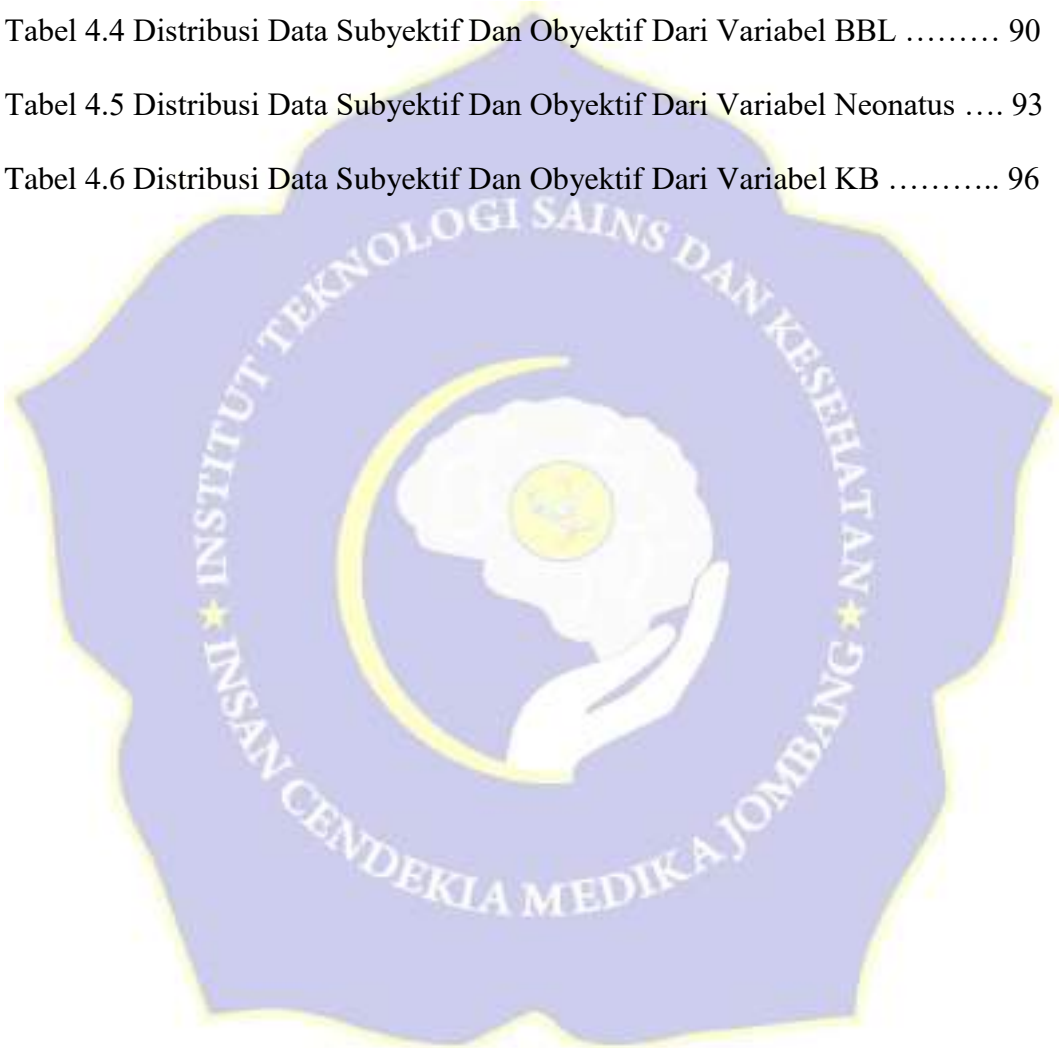 Tabel 4.4 Distribusi Data Subyektif Dan Obyektif Dari Variabel BBL ……… 90
Tabel 4.5 Distribusi Data Subyektif Dan Obyektif Dari Variabel Neonatus …. 93
Tabel 4.6 Distribusi Data Subyektif Dan Obyektif Dari Variabel KB ……….. 96
INSTITUT TEKNOLOGI SAINS DAN KESEHATAN
INSAN CENDEKIA MEDIKA JOMBANG